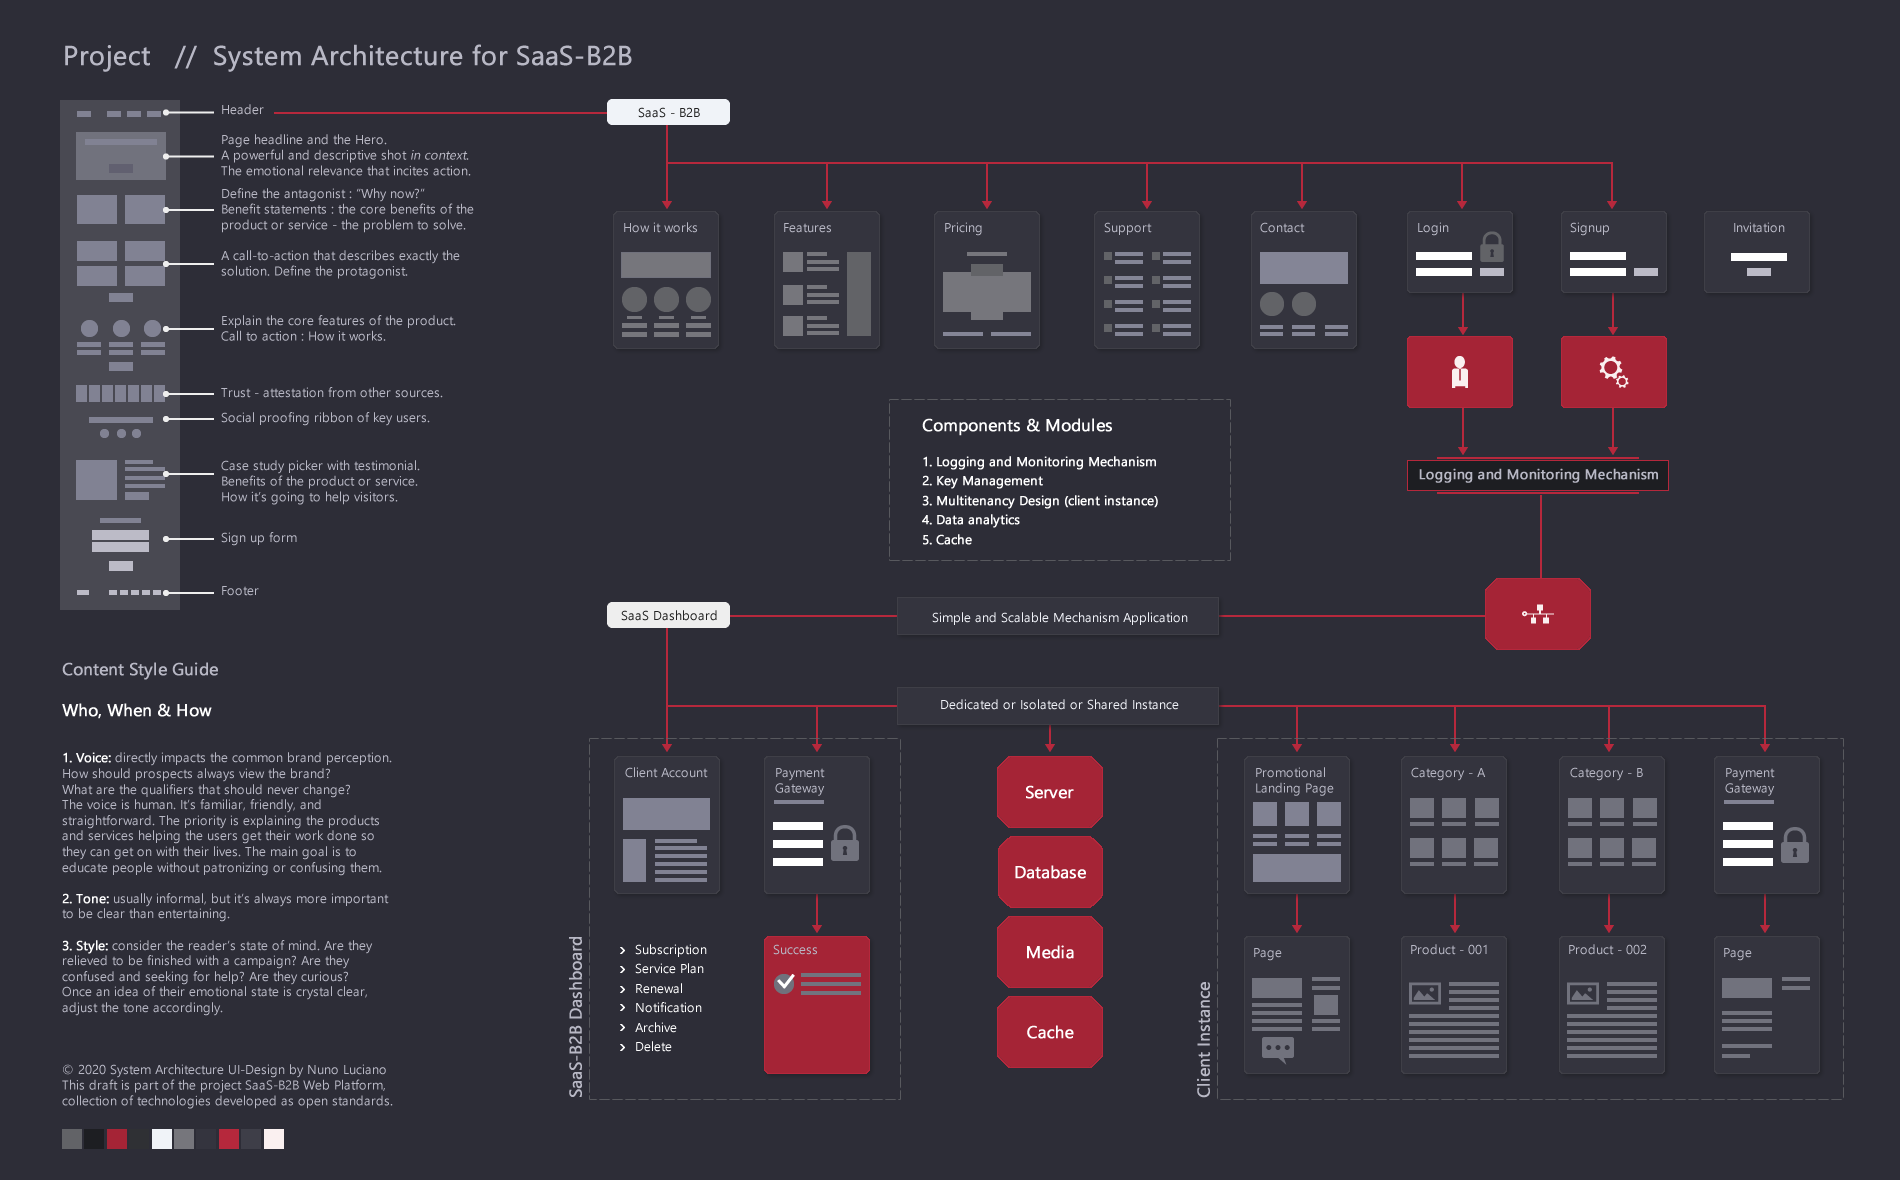 Project // System Architecture for SaaS-B2B
Header
Page headline and the Hero.
A powerful and descriptive shot in context.
The emotional relevance that incites action.
Define the antagonist : “Why now?”
Benefit statements : the core benefits of the
product or service - the problem to solve.
A call-to-action that describes exactly the
solution. Define the protagonist.
Explain the core features of the product.
Call to action : How it works.
Trust - attestation from other sources.
Social proofing ribbon of key users.
Case study picker with testimonial.
Benefits of the product or service.
How it’s going to help visitors.
Sign up form
Footer
Content Style Guide
Who, When & How
1. Voice: directly impacts the common brand perception.
How should prospects always view the brand?
What are the qualifiers that should never change?
The voice is human. It’s familiar, friendly, and
straightforward. The priority is explaining the products
and services helping the users get their work done so
they can get on with their lives. The main goal is to
educate people without patronizing or confusing them.
2. Tone: usually informal, but it’s always more important
to be clear than entertaining.
3. Style: consider the reader’s state of mind. Are they
relieved to be finished with a campaign? Are they
confused and seeking for help? Are they curious?
Once an idea of their emotional state is crystal clear,
adjust the tone accordingly.
© 2020 System Architecture UI-Design by Nuno Luciano
This draft is part of the project SaaS-B2B Web Platform,
collection of technologies developed as open standards.
SaaS - B2B
How it works
Features
Pricing
Support
Contact
Login
Signup
Invitation
Components & Modules
1. Logging and Monitoring Mechanism
2. Key Management
3. Multitenancy Design (client instance)
4. Data analytics
5. Cache
Logging and Monitoring Mechanism
SaaS Dashboard
Simple and Scalable Mechanism Application
Dedicated or Isolated or Shared Instance
SaaS-B2B Dashboard
Client Account
Payment
Gateway
Subscription
Service Plan
Renewal
Notification
Archive
Delete
Success
Server
Database
Media
Cache
Client Instance
Promotional
Landing Page
Category - A
Category - B
Payment
Gateway
Page
Product - 001
Product - 002
Page